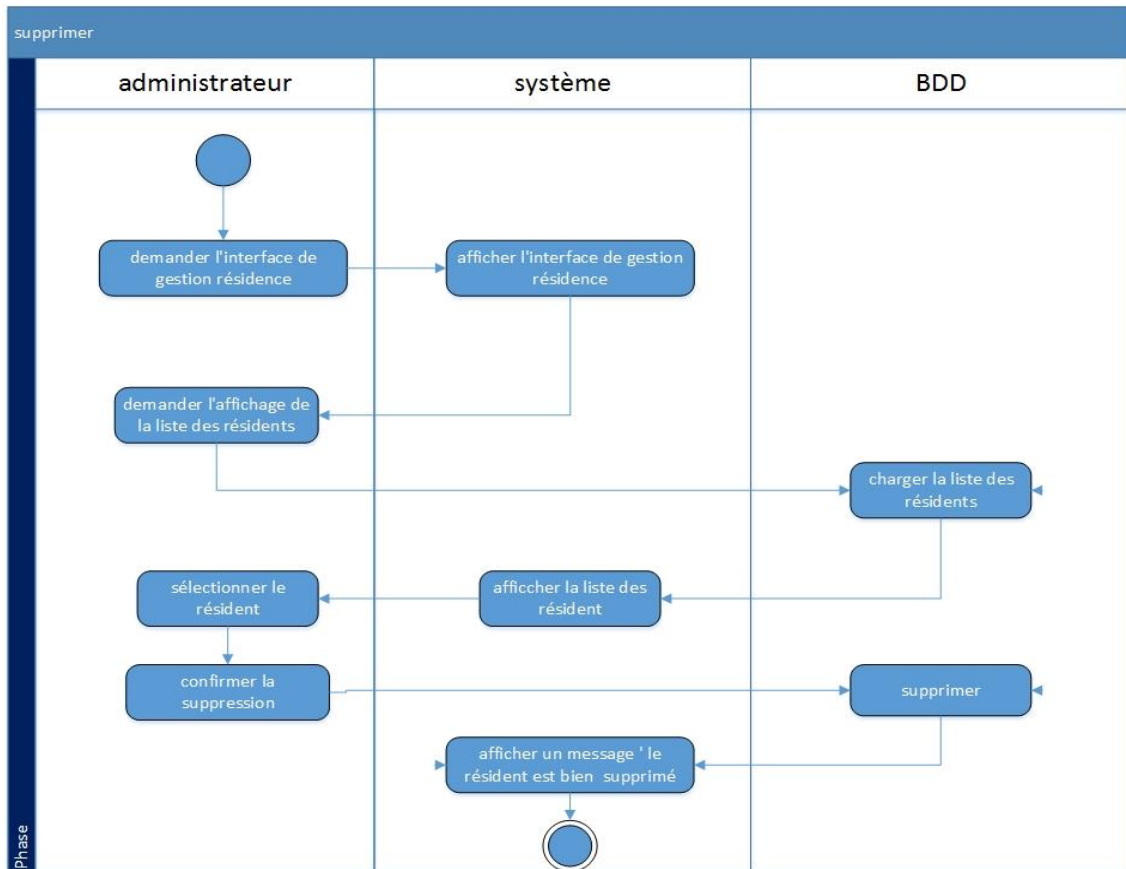 supprimer
administrateur
système
BDD
demander l'interface de
gestion résidence
afficher l'interface de gestion
résidence
demander l'affichage de
la liste des résidents
charger la liste des
résidents
sélectionner le
résident
afficcher la liste des
résident
confirmer la
suppression
supprimer
afficher un message ' le
résident est bien supprimé
Phase